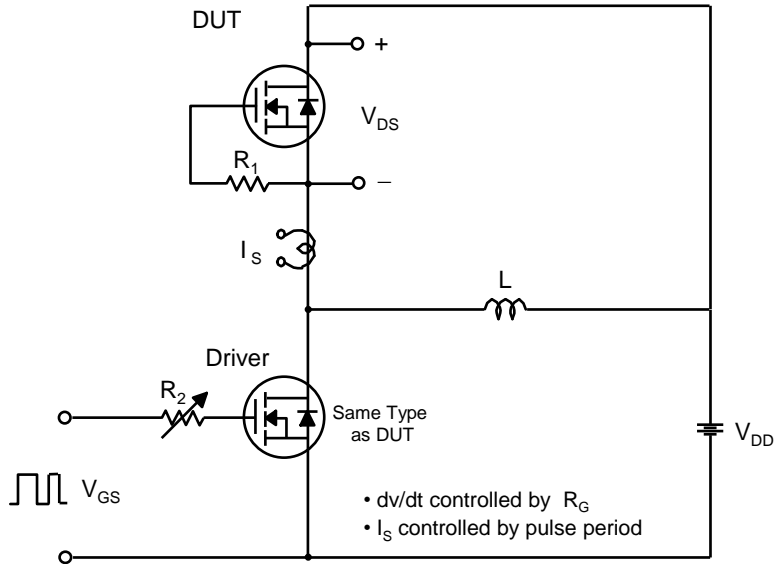 DUT
+
V_DS
R_1
−
I_S
L
Driver
R_2
Same Type
as DUT
V_DD
V_GS
• dv/dt controlled by R_G
• I_S controlled by pulse period